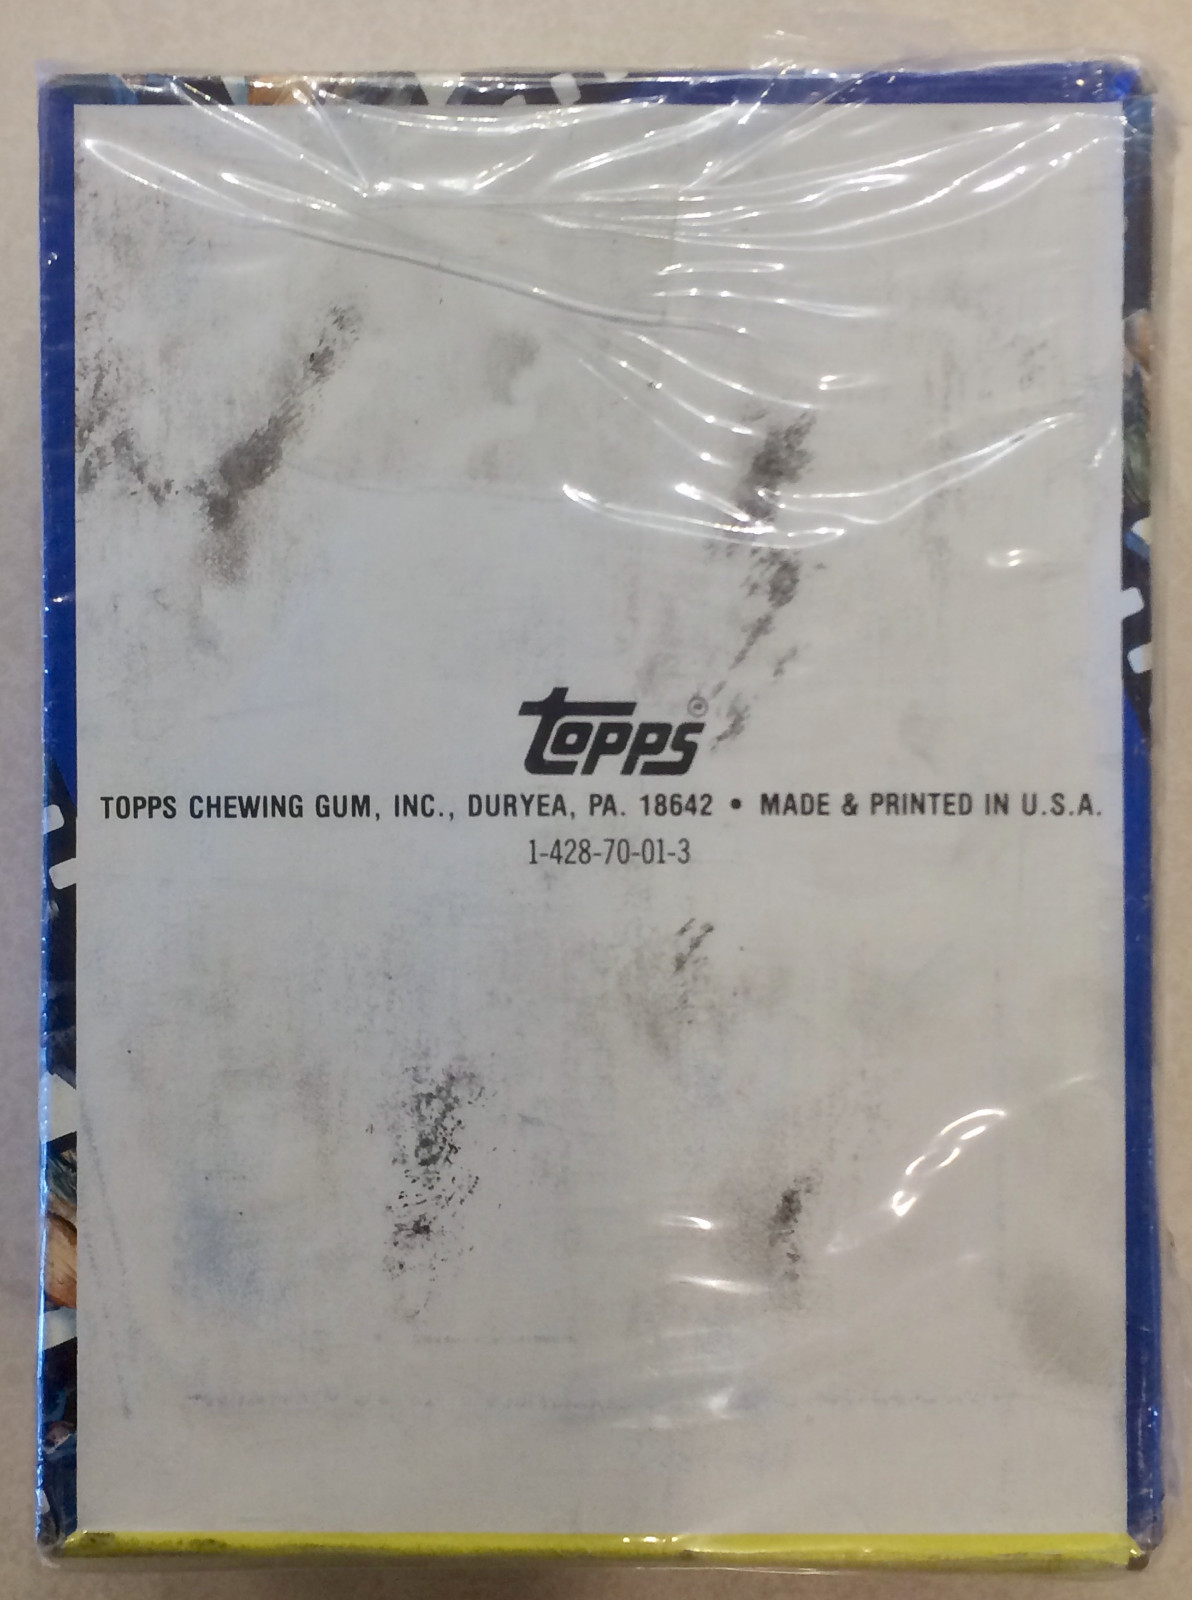 topps®
TOPPS CHEWING GUM, INC., DURYEA, PA. 18642 • MADE & PRINTED IN U.S.A.
1-428-70-01-3